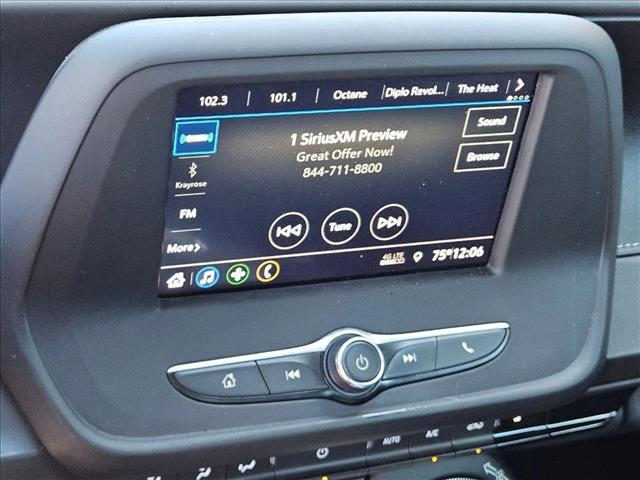 102.3 101.1 Octane Diplo Revol... The Heat
1 SiriusXM Preview
Great Offer Now!
844-711-8800
Sound
Browse
Krayrose
FM
More
Tune
4G LTE
75° 12:06
AUTO A/C